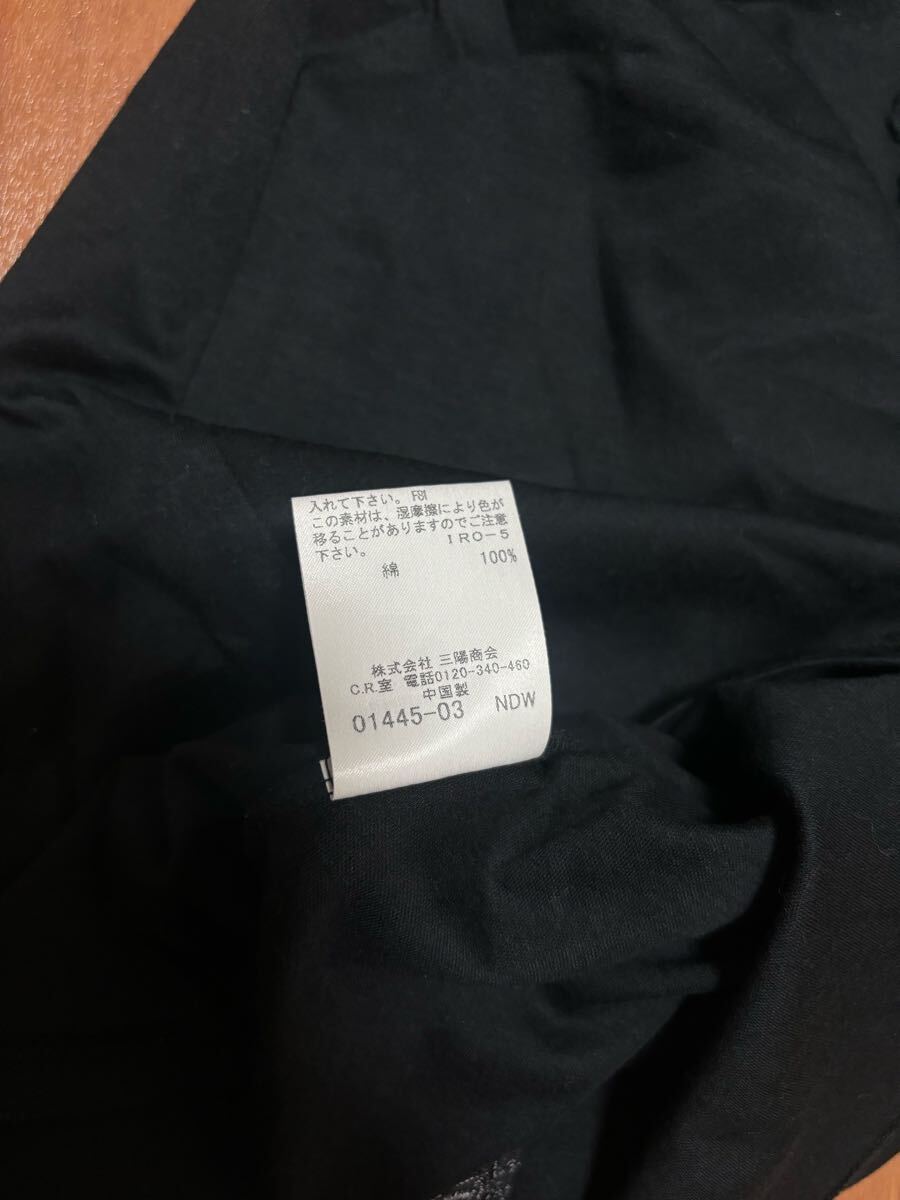 入れて下さい。 F8I
この素材は、湿摩擦により色が
移ることがありますのでご注意
下さい。 IRO-5
綿 100%
株式会社 三陽商会
C.R.室 電話0120-340-460
中国製
01445-03 NDW